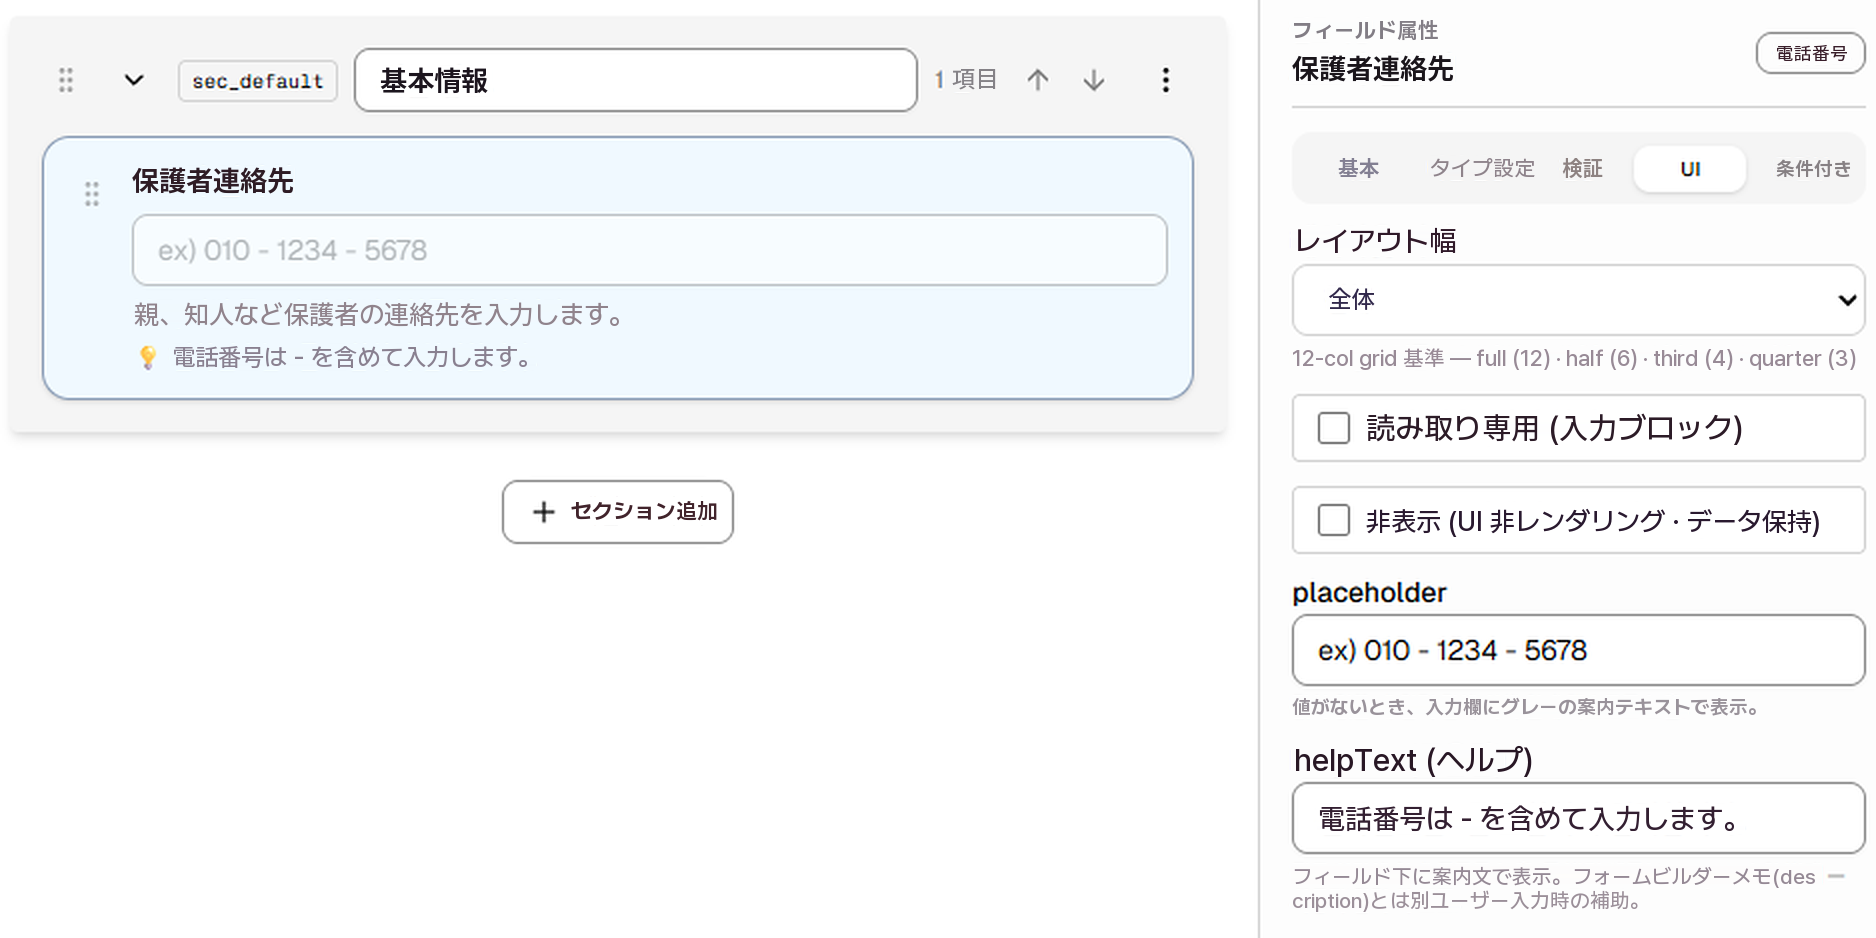 sec_default
基本情報
1 項目
保護者連絡先
ex) 010 - 1234 - 5678
親、知人など保護者の連絡先を入力します。
電話番号は - を含めて入力します。
セクション追加
フィールド属性
保護者連絡先
電話番号
基本 タイプ設定 検証 UI 条件付き
レイアウト幅
全体
12-col grid 基準 — full (12) · half (6) · third (4) · quarter (3)
読み取り専用 (入力ブロック)
非表示 (UI 非レンダリング · データ保持)
placeholder
ex) 010 - 1234 - 5678
値がないとき、入力欄にグレーの案内テキストで表示。
helpText (ヘルプ)
電話番号は - を含めて入力します。
フィールド下に案内文で表示。フォームビルダーメモ(des —
cription)とは別ユーザー入力時の補助。